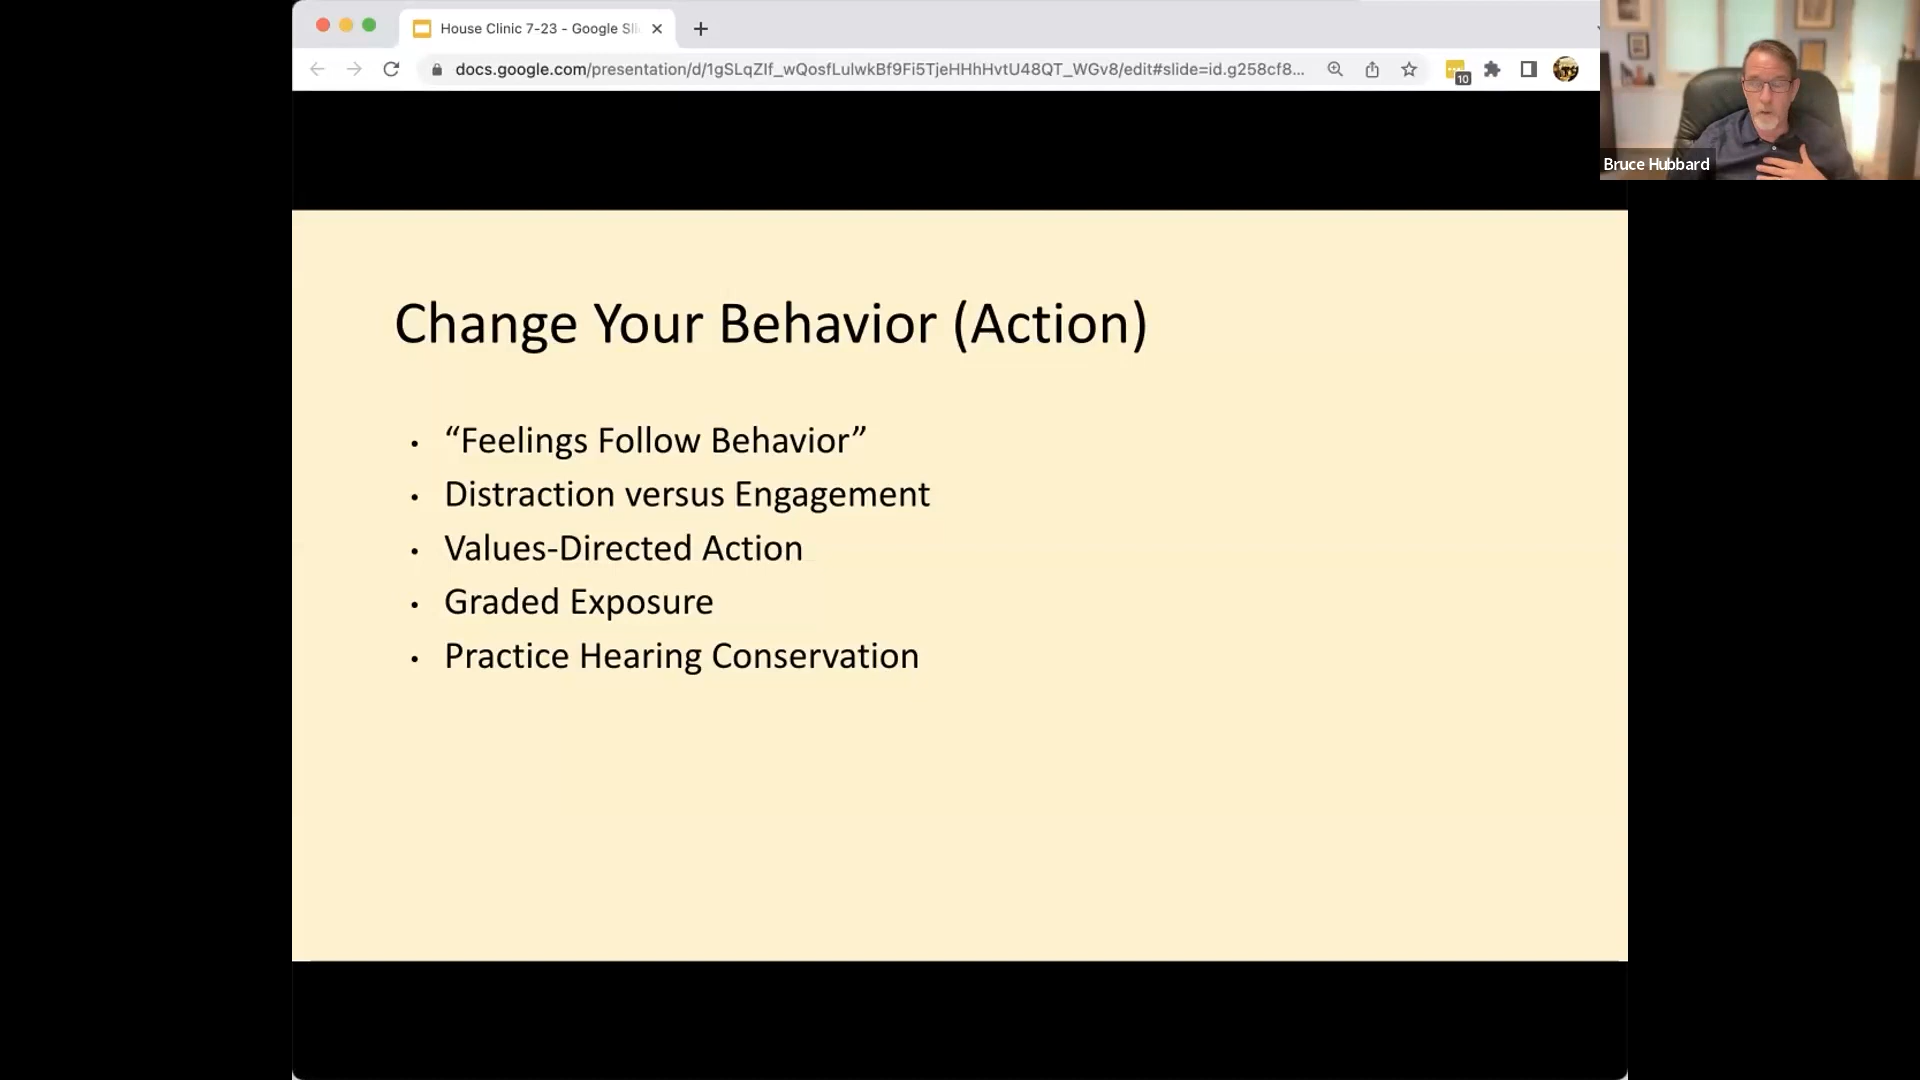 House Clinic 7-23 - Google Sli
docs.google.com/presentation/d/1gSLqZIf_wQosfLulwkBf9Fi5TjeHHhHvtU48QT_WGv8/edit#slide=id.g258cf8...
10
Bruce Hubbard
Change Your Behavior (Action)
• “Feelings Follow Behavior”
• Distraction versus Engagement
• Values-Directed Action
• Graded Exposure
• Practice Hearing Conservation